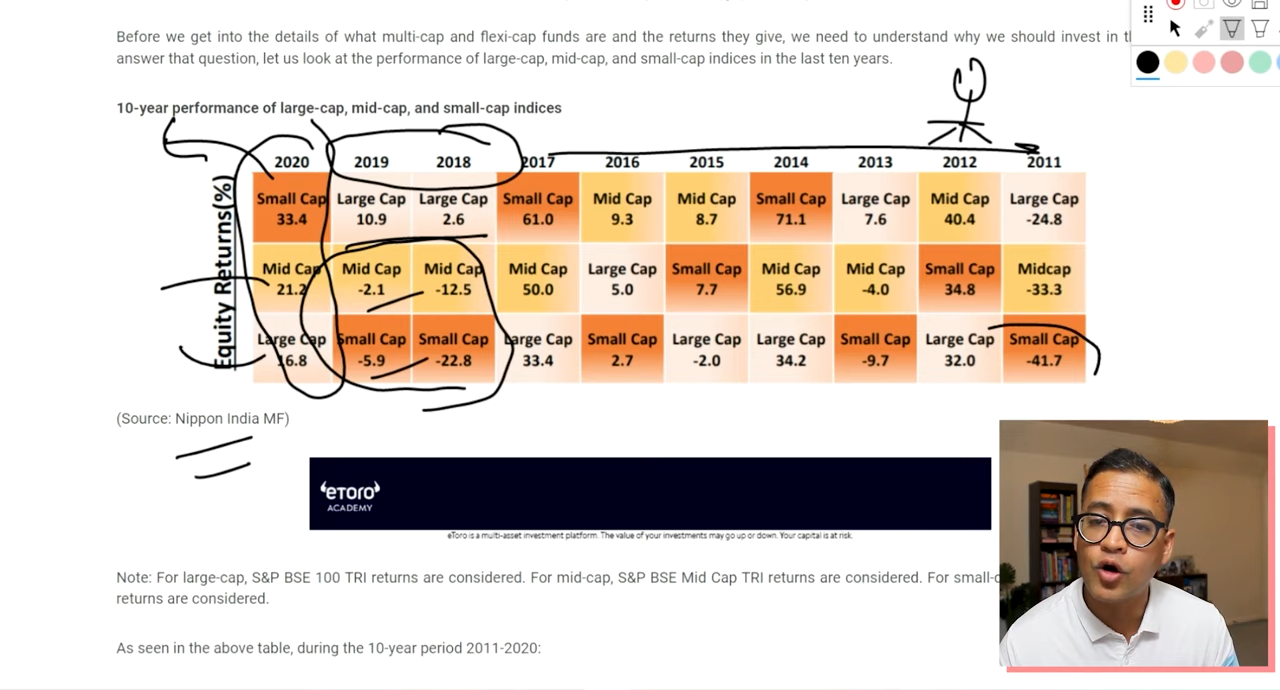 Before we get into the details of what multi-cap and flexi-cap funds are and the returns they give, we need to understand why we should invest in
answer that question, let us look at the performance of large-cap, mid-cap, and small-cap indices in the last ten years.
10-year performance of large-cap, mid-cap, and small-cap indices
2020 2019 2018 2017 2016 2015 2014 2013 2012 2011
Equity Returns(%)
Small Cap Large Cap Large Cap Small Cap Mid Cap Mid Cap Small Cap Large Cap Mid Cap Large Cap
33.4 10.9 2.6 61.0 9.3 8.7 71.1 7.6 40.4 -24.8
Mid Cap Mid Cap Mid Cap Mid Cap Large Cap Small Cap Mid Cap Mid Cap Small Cap Midcap
21.2 -2.1 -12.5 50.0 5.0 7.7 56.9 -4.0 34.8 -33.3
Large Cap Small Cap Small Cap Large Cap Small Cap Large Cap Large Cap Small Cap Large Cap Small Cap
16.8 -5.9 -22.8 33.4 2.7 -2.0 34.2 -9.7 32.0 -41.7
(Source: Nippon India MF)
eToro
ACADEMY
eToro is a multi-asset investment platform. The value of your investments may go up or down. Your capital is at risk.
Note: For large-cap, S&P BSE 100 TRI returns are considered. For mid-cap, S&P BSE Mid Cap TRI returns are considered. For
returns are considered.
As seen in the above table, during the 10-year period 2011-2020: